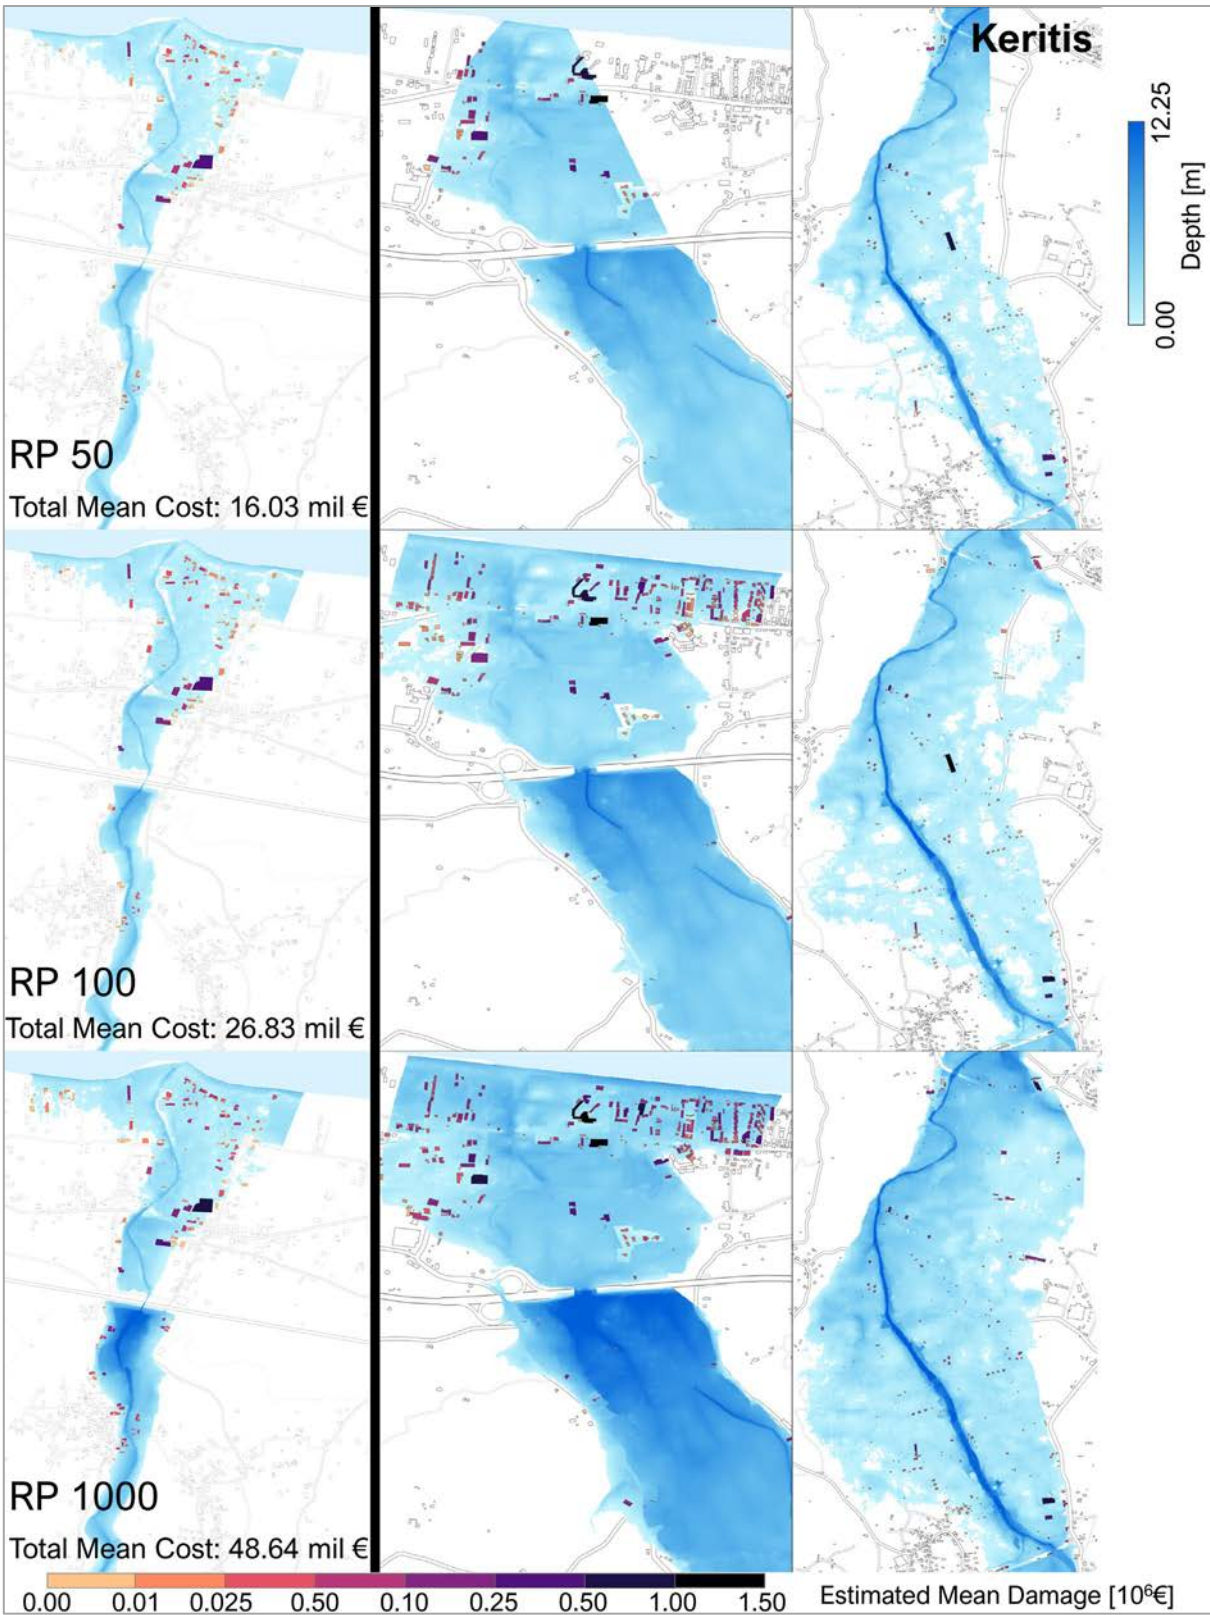 Keritis
12.25
Depth [m]
0.00
RP 50
Total Mean Cost: 16.03 mil €
RP 100
Total Mean Cost: 26.83 mil €
RP 1000
Total Mean Cost: 48.64 mil €
0.00 0.01 0.025 0.50 0.10 0.25 0.50 1.00 1.50 Estimated Mean Damage [10⁶€]